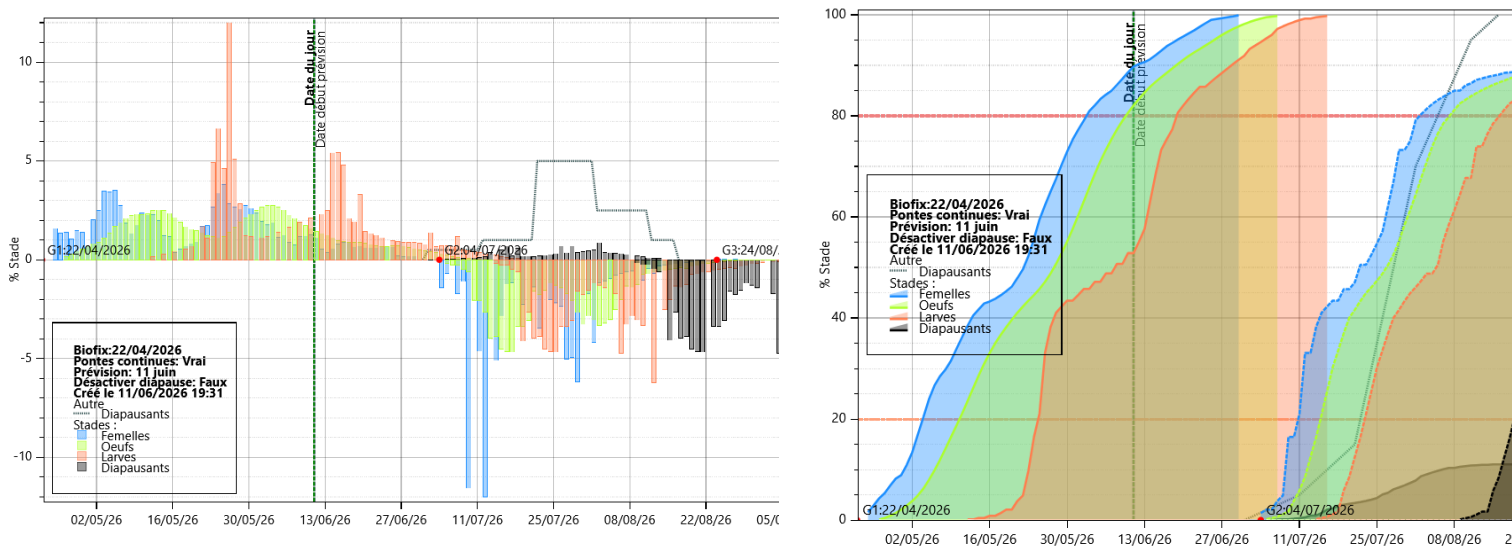 10
5
0
-5
-10
% Stade
Date du jour
Date début prévision
G1:22/04/2026
G2:04/07/2026
G3:24/08/
Biofix:22/04/2026
Pontes continues: Vrai
Prévision: 11 juin
Désactiver diapause: Faux
Créé le 11/06/2026 19:31
Autre
Diapausants
Stades :
Femelles
Oeufs
Larves
Diapausants
02/05/26 16/05/26 30/05/26 13/06/26 27/06/26 11/07/26 25/07/26 08/08/26 22/08/26 05/0
100
80
60
40
20
0
% Stade
Date du jour
Date début prévision
Biofix:22/04/2026
Pontes continues: Vrai
Prévision: 11 juin
Désactiver diapause: Faux
Créé le 11/06/2026 19:31
Autre
Diapausants
Stades :
Femelles
Oeufs
Larves
Diapausants
G1:22/04/2026
G2:04/07/2026
02/05/26 16/05/26 30/05/26 13/06/26 27/06/26 11/07/26 25/07/26 08/08/26 2